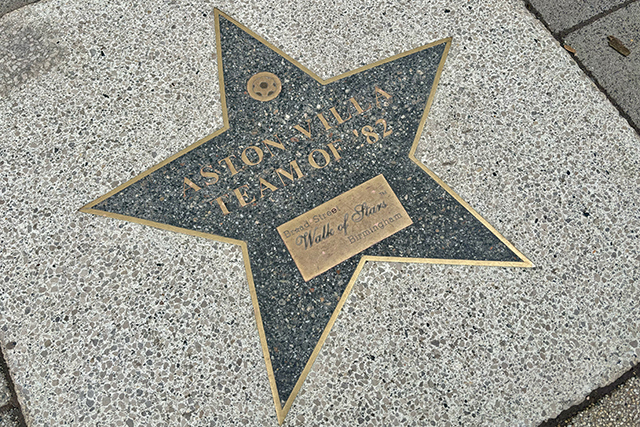 ASTON VILLA
TEAM OF '82
Broad Street
Walk of Stars
Birmingham